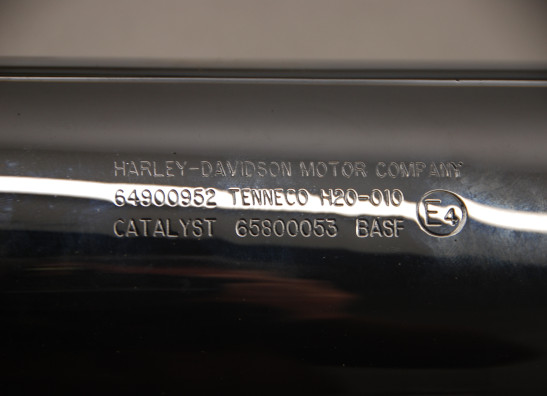 HARLEY-DAVIDSON MOTOR COMPANY
64900952 TENNECO H20-010
CATALYST 65800053 BASF E4